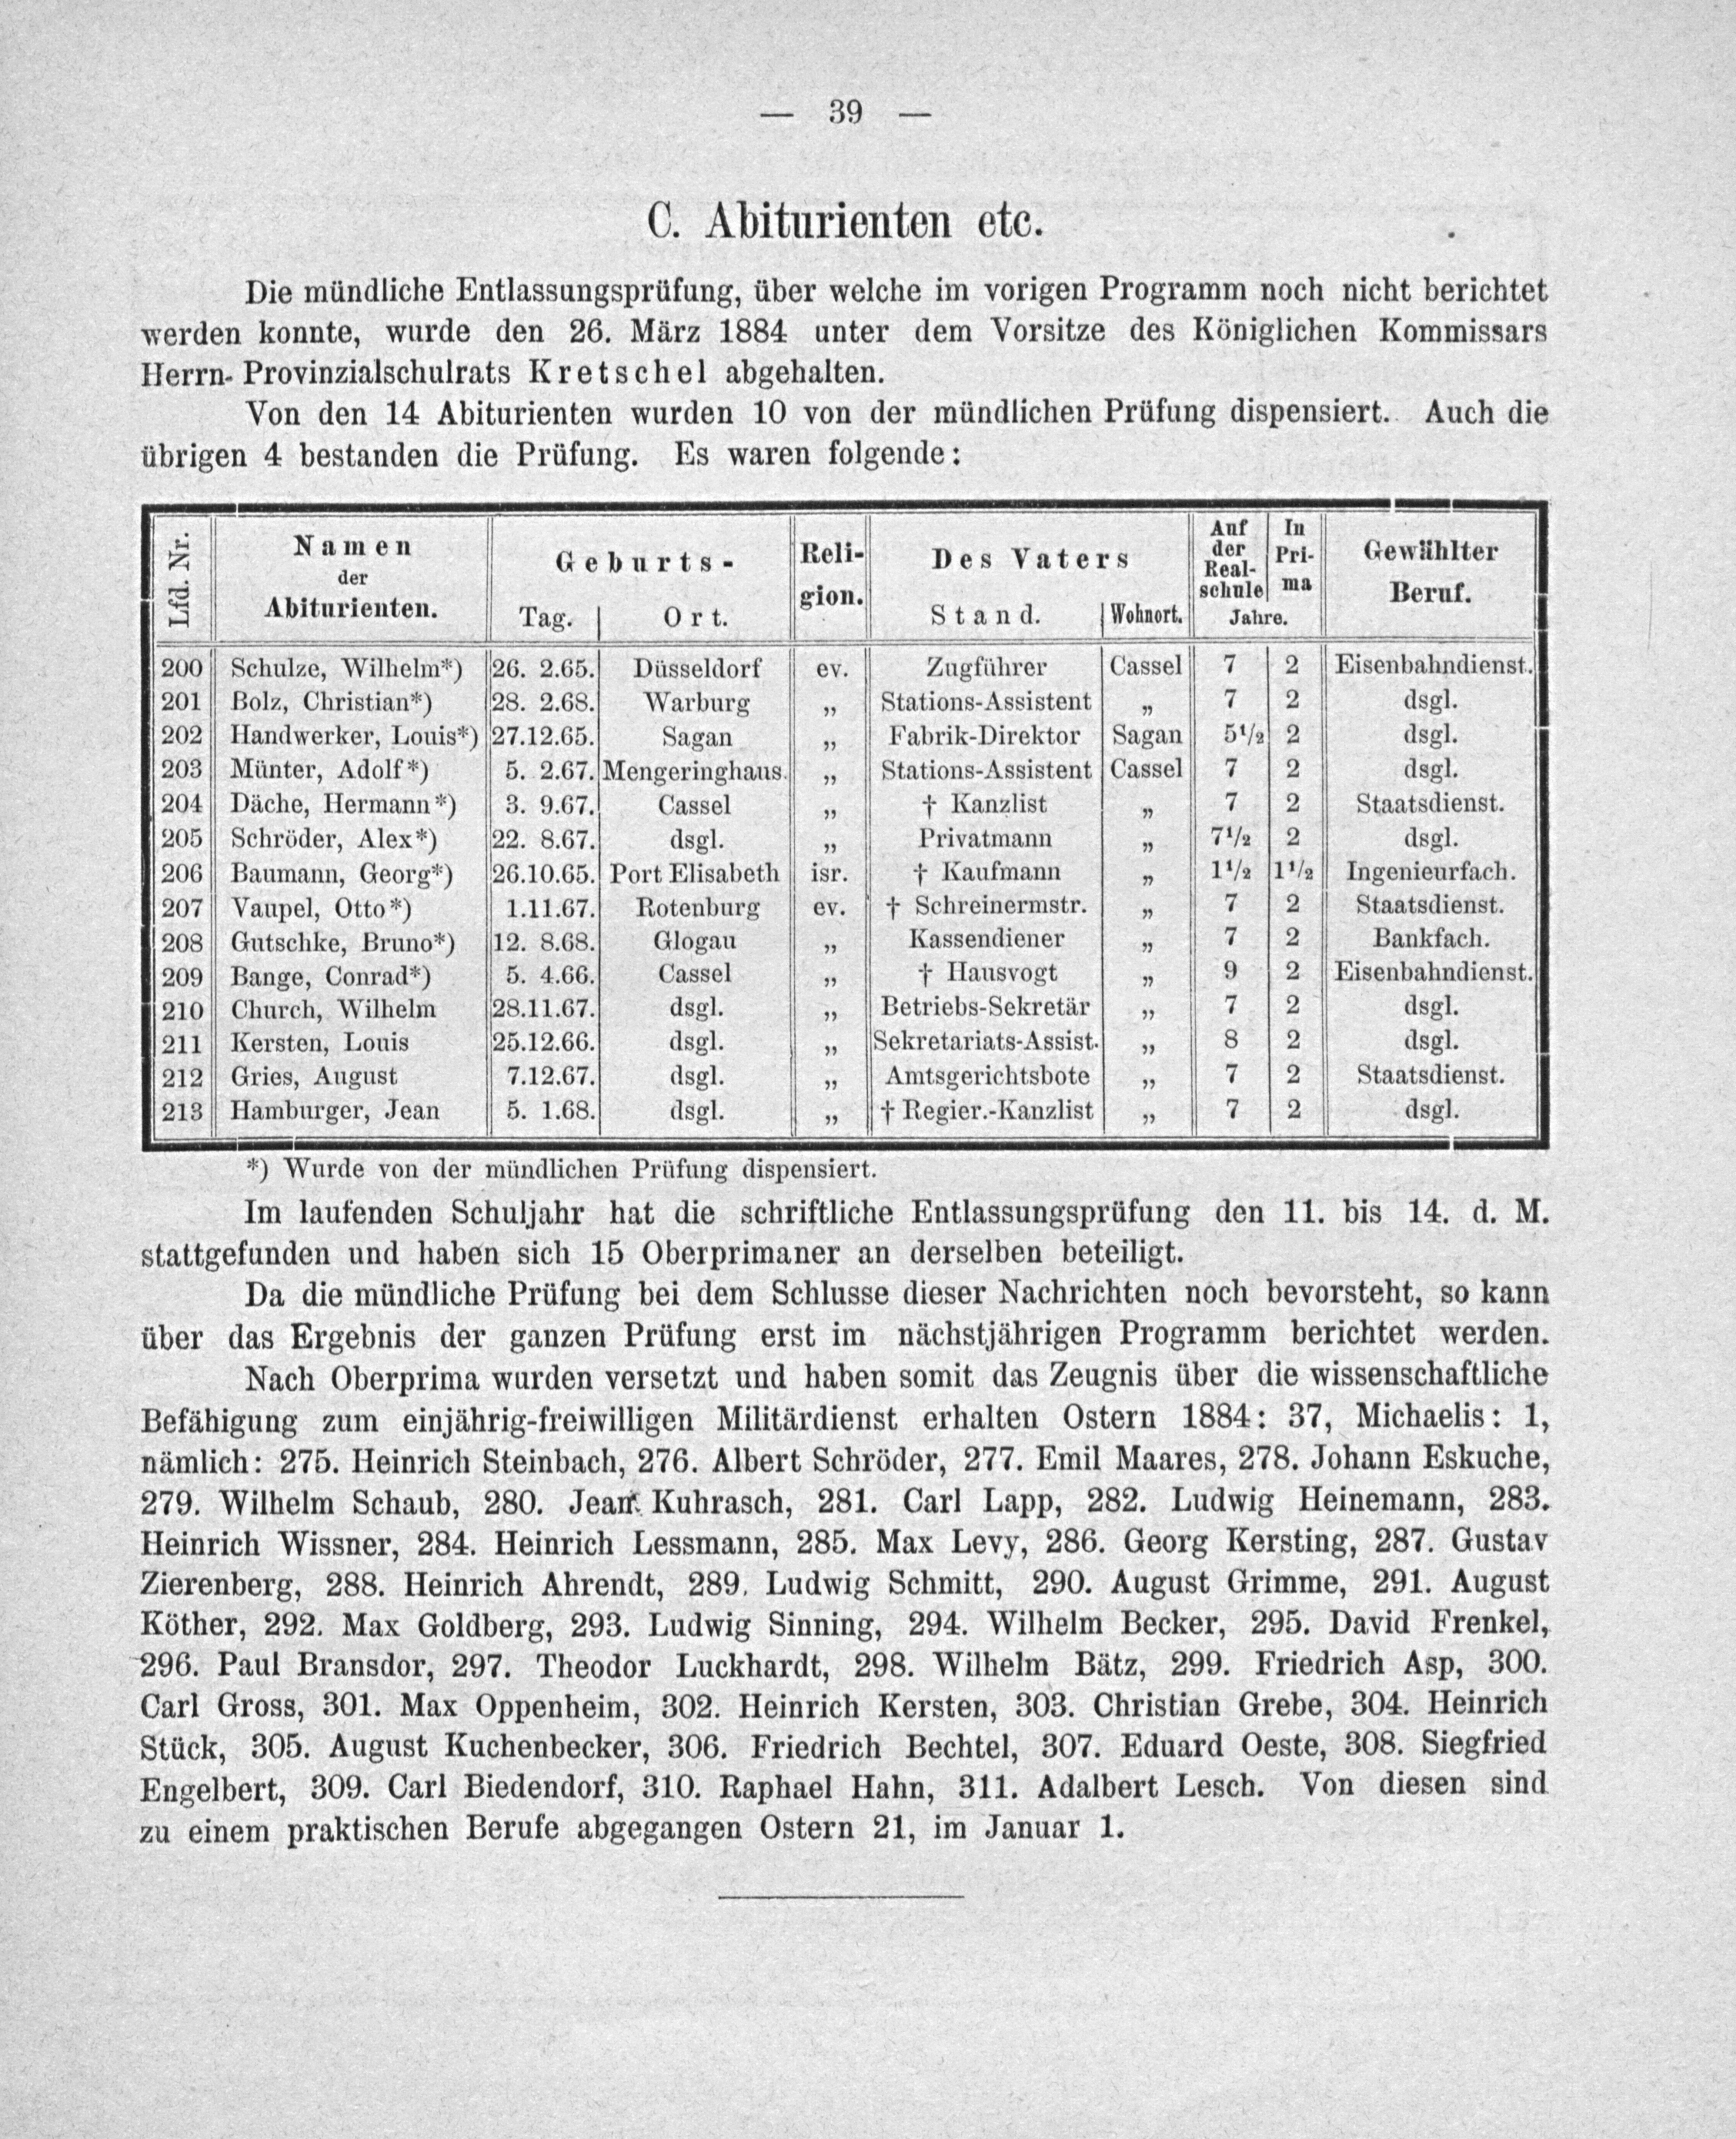 — 39 —
C. Abiturienten etc.
Die mündliche Entlassungsprüfung, über welche im vorigen Programm noch nicht berichtet
werden konnte, wurde den 26. März 1884 unter dem Vorsitze des Königlichen Kommissars
Herrn Provinzialschulrats Kretschel abgehalten.
Von den 14 Abiturienten wurden 10 von der mündlichen Prüfung dispensiert. Auch die
übrigen 4 bestanden die Prüfung. Es waren folgende:
Lfd. Nr. | Namen der Abiturienten. | Geburts- Tag. | Ort. | Religion. | Des Vaters Stand. | Wohnort. | Auf der Realschule | In Prima Jahre. | Gewählter Beruf.
200 Schulze, Wilhelm*) 26. 2.65. Düsseldorf ev. Zugführer Cassel 7 2 Eisenbahndienst.
201 Bolz, Christian*) 28. 2.68. Warburg „ Stations-Assistent „ 7 2 dsgl.
202 Handwerker, Louis*) 27.12.65. Sagan „ Fabrik-Direktor Sagan 5½ 2 dsgl.
203 Münter, Adolf*) 5. 2.67. Mengeringhaus. „ Stations-Assistent Cassel 7 2 dsgl.
204 Däche, Hermann*) 3. 9.67. Cassel „ † Kanzlist „ 7 2 Staatsdienst.
205 Schröder, Alex*) 22. 8.67. dsgl. „ Privatmann „ 7½ 2 dsgl.
206 Baumann, Georg*) 26.10.65. Port Elisabeth isr. † Kaufmann „ 1½ 1½ Ingenieurfach.
207 Vaupel, Otto*) 1.11.67. Rotenburg ev. † Schreinermstr. „ 7 2 Staatsdienst.
208 Gutschke, Bruno*) 12. 8.68. Glogau „ Kassendiener „ 7 2 Bankfach.
209 Bange, Conrad*) 5. 4.66. Cassel „ † Hausvogt „ 9 2 Eisenbahndienst.
210 Church, Wilhelm 28.11.67. dsgl. „ Betriebs-Sekretär „ 7 2 dsgl.
211 Kersten, Louis 25.12.66. dsgl. „ Sekretariats-Assist. „ 8 2 dsgl.
212 Gries, August 7.12.67. dsgl. „ Amtsgerichtsbote „ 7 2 Staatsdienst.
213 Hamburger, Jean 5. 1.68. dsgl. „ † Regier.-Kanzlist „ 7 2 dsgl.
*) Wurde von der mündlichen Prüfung dispensiert.
Im laufenden Schuljahr hat die schriftliche Entlassungsprüfung den 11. bis 14. d. M.
stattgefunden und haben sich 15 Oberprimaner an derselben beteiligt.
Da die mündliche Prüfung bei dem Schlusse dieser Nachrichten noch bevorsteht, so kann
über das Ergebnis der ganzen Prüfung erst im nächstjährigen Programm berichtet werden.
Nach Oberprima wurden versetzt und haben somit das Zeugnis über die wissenschaftliche
Befähigung zum einjährig-freiwilligen Militärdienst erhalten Ostern 1884: 37, Michaelis: 1,
nämlich: 275. Heinrich Steinbach, 276. Albert Schröder, 277. Emil Maares, 278. Johann Eskuche,
279. Wilhelm Schaub, 280. Jean Kuhrasch, 281. Carl Lapp, 282. Ludwig Heinemann, 283.
Heinrich Wissner, 284. Heinrich Lessmann, 285. Max Levy, 286. Georg Kersting, 287. Gustav
Zierenberg, 288. Heinrich Ahrendt, 289. Ludwig Schmitt, 290. August Grimme, 291. August
Köther, 292. Max Goldberg, 293. Ludwig Sinning, 294. Wilhelm Becker, 295. David Frenkel,
296. Paul Bransdor, 297. Theodor Luckhardt, 298. Wilhelm Bätz, 299. Friedrich Asp, 300.
Carl Gross, 301. Max Oppenheim, 302. Heinrich Kersten, 303. Christian Grebe, 304. Heinrich
Stück, 305. August Kuchenbecker, 306. Friedrich Bechtel, 307. Eduard Oeste, 308. Siegfried
Engelbert, 309. Carl Biedendorf, 310. Raphael Hahn, 311. Adalbert Lesch. Von diesen sind
zu einem praktischen Berufe abgegangen Ostern 21, im Januar 1.